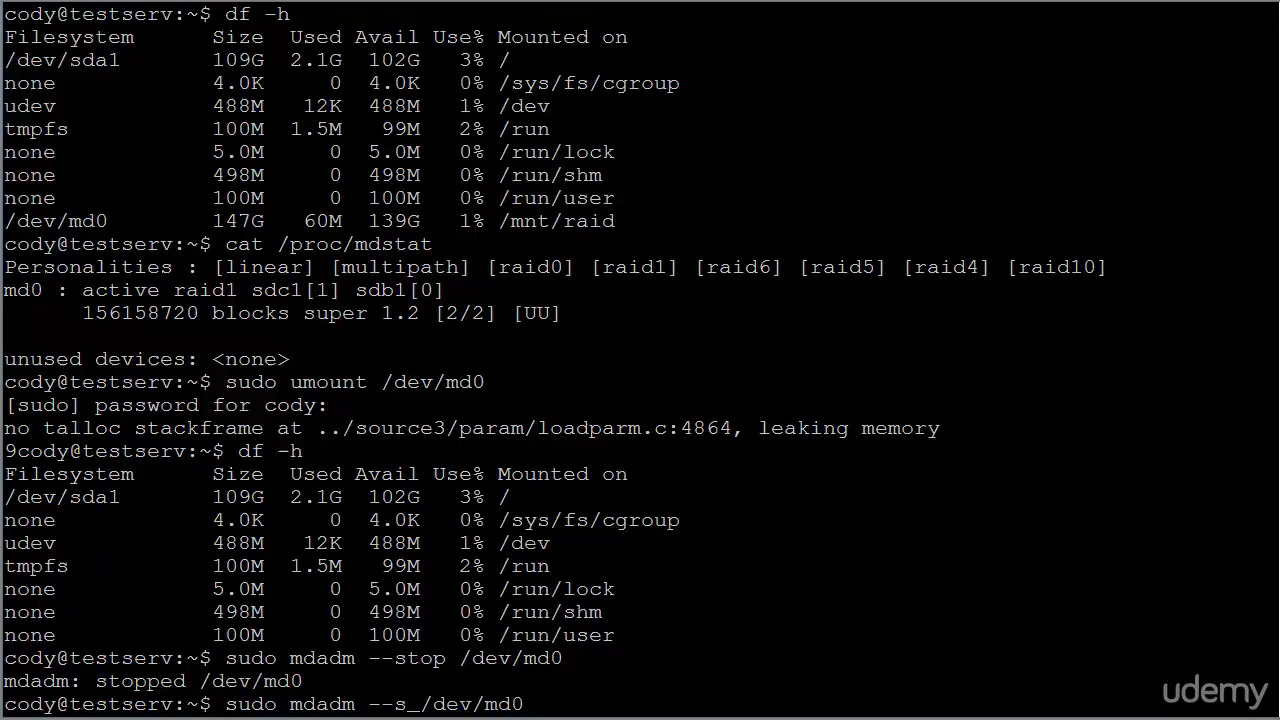 cody@testserv:~$ df -h
Filesystem      Size  Used Avail Use% Mounted on
/dev/sda1       109G  2.1G  102G   3% /
none            4.0K     0  4.0K   0% /sys/fs/cgroup
udev            488M   12K  488M   1% /dev
tmpfs           100M  1.5M   99M   2% /run
none            5.0M     0  5.0M   0% /run/lock
none            498M     0  498M   0% /run/shm
none            100M     0  100M   0% /run/user
/dev/md0        147G   60M  139G   1% /mnt/raid
cody@testserv:~$ cat /proc/mdstat
Personalities : [linear] [multipath] [raid0] [raid1] [raid6] [raid5] [raid4] [raid10]
md0 : active raid1 sdc1[1] sdb1[0]
      156158720 blocks super 1.2 [2/2] [UU]
unused devices: <none>
cody@testserv:~$ sudo umount /dev/md0
[sudo] password for cody:
no talloc stackframe at ../source3/param/loadparm.c:4864, leaking memory
9cody@testserv:~$ df -h
Filesystem      Size  Used Avail Use% Mounted on
/dev/sda1       109G  2.1G  102G   3% /
none            4.0K     0  4.0K   0% /sys/fs/cgroup
udev            488M   12K  488M   1% /dev
tmpfs           100M  1.5M   99M   2% /run
none            5.0M     0  5.0M   0% /run/lock
none            498M     0  498M   0% /run/shm
none            100M     0  100M   0% /run/user
cody@testserv:~$ sudo mdadm --stop /dev/md0
mdadm: stopped /dev/md0
cody@testserv:~$ sudo mdadm --s_/dev/md0
udemy